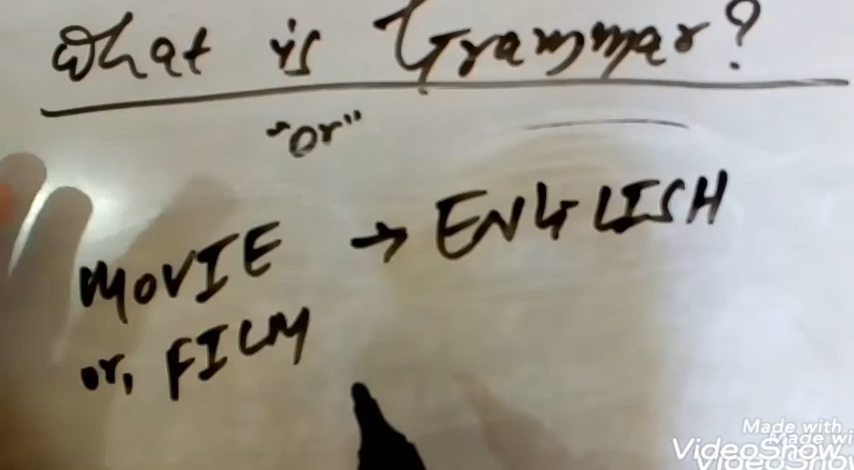 What is Grammar?
"or"
MOVIE → ENGLISH
or, FILM
Made with
VideoShow